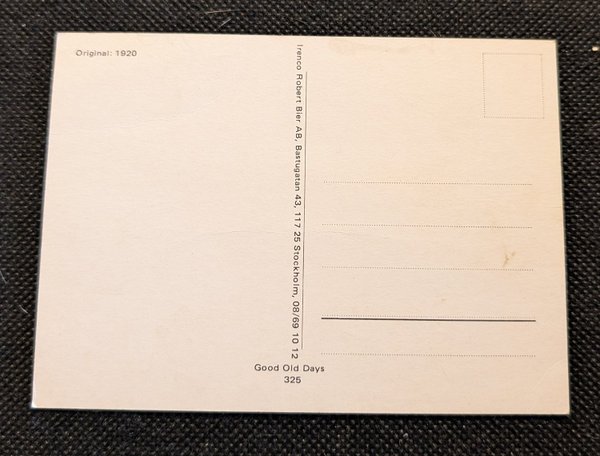 Original: 1920
Irenco Robert Bier AB, Bastugatan 43, 117 25 Stockholm, 08/69 10 12
Good Old Days
325